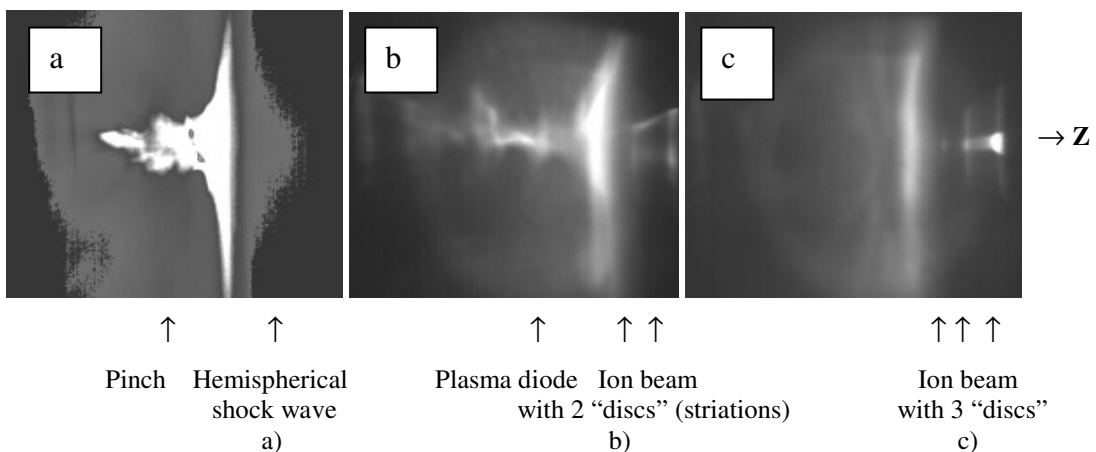 a
b
c
→ Z
↑ ↑ ↑ ↑ ↑ ↑ ↑ ↑
Pinch Hemispherical Plasma diode Ion beam Ion beam
shock wave with 2 “discs” (striations) with 3 “discs”
a) b) c)